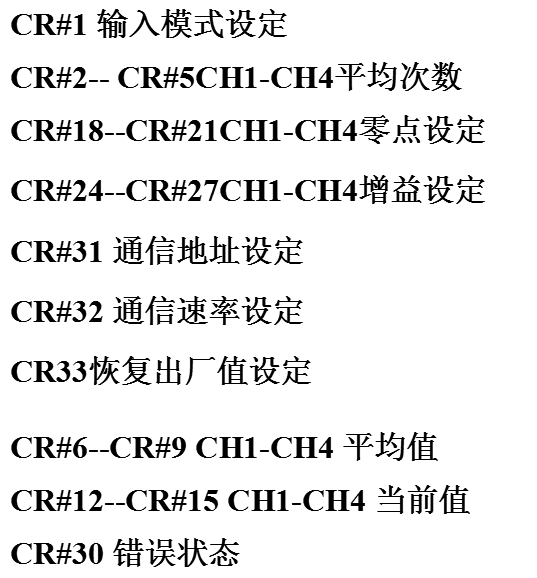 CR#1 输入模式设定
CR#2-- CR#5CH1-CH4平均次数
CR#18--CR#21CH1-CH4零点设定
CR#24--CR#27CH1-CH4增益设定
CR#31 通信地址设定
CR#32 通信速率设定
CR33恢复出厂值设定
CR#6--CR#9 CH1-CH4 平均值
CR#12--CR#15 CH1-CH4 当前值
CR#30 错误状态